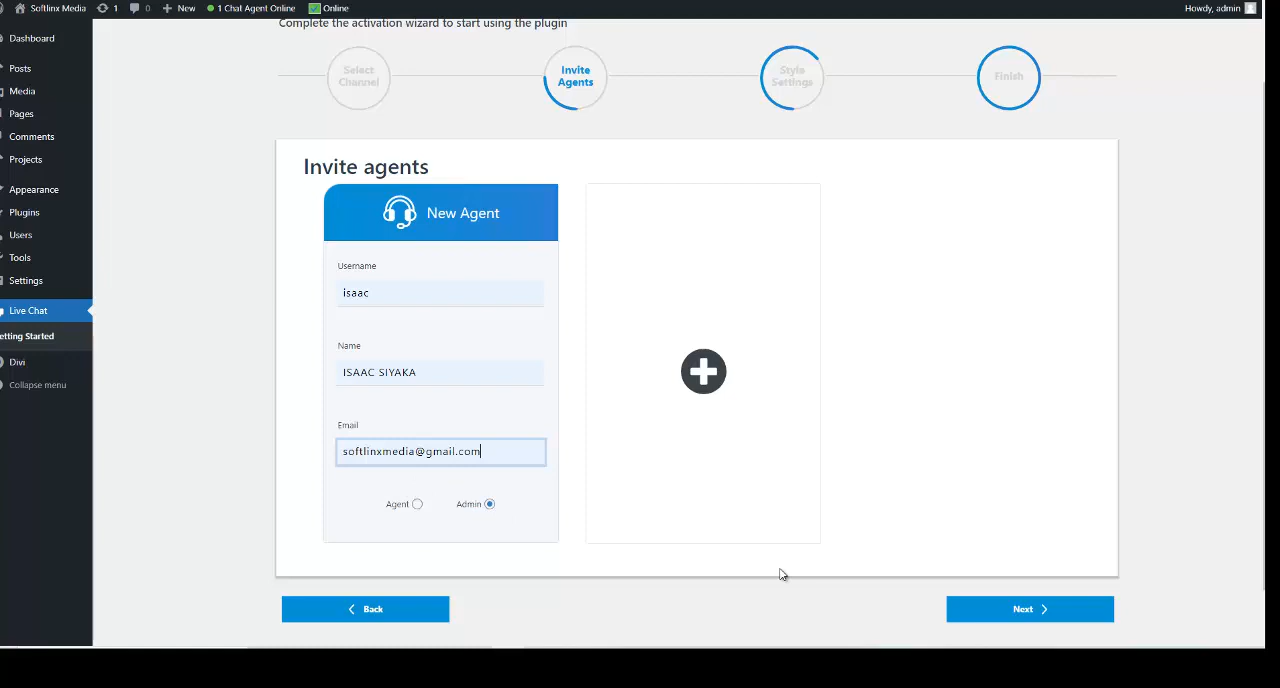 Softlinx Media 1 0 New 1 Chat Agent Online Online Howdy, admin
Complete the activation wizard to start using the plugin
Dashboard
Posts
Media
Pages
Comments
Projects
Appearance
Plugins
Users
Tools
Settings
Live Chat
etting Started
Divi
Collapse menu
Select
Channel
Invite
Agents
Style
Settings
Finish
Invite agents
New Agent
Username
isaac
Name
ISAAC SIYAKA
Email
softlinxmedia@gmail.com
Agent Admin
Back
Next